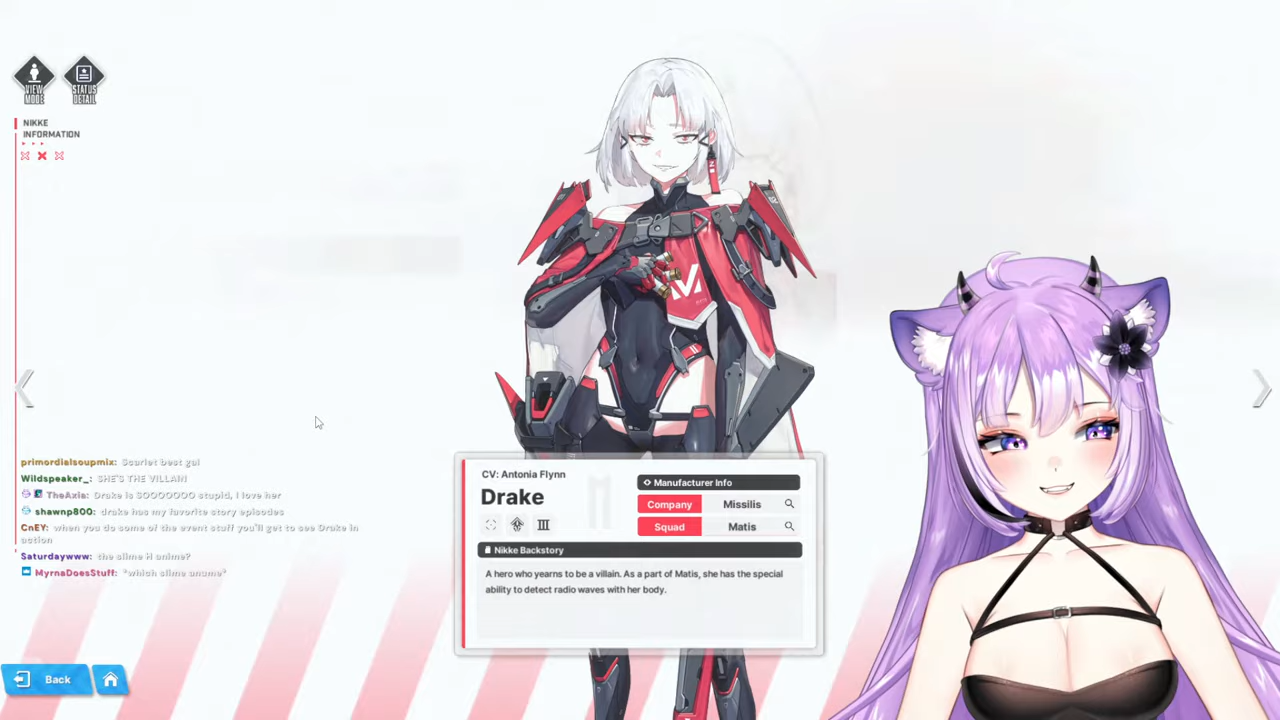 VIEW
MODE
STATUS
DETAIL
NIKKE
INFORMATION
primordialsoupmix: Scarlet best gal
Wildspeaker_: SHE'S THE VILLAIN
TheAxia: Drake is SOOOOOOO stupid, I love her
shawnp800: drake has my favorite story episodes
CnEY: when you do some of the event stuff you'll get to see Drake in
action
Saturdaywww: the slime H anime?
MyrnaDoesStuff: *which slime anume*
CV: Antonia Flynn
Drake
III
Manufacturer Info
Company Missilis
Squad Matis
Nikke Backstory
A hero who yearns to be a villain. As a part of Matis, she has the special
ability to detect radio waves with her body.
Back